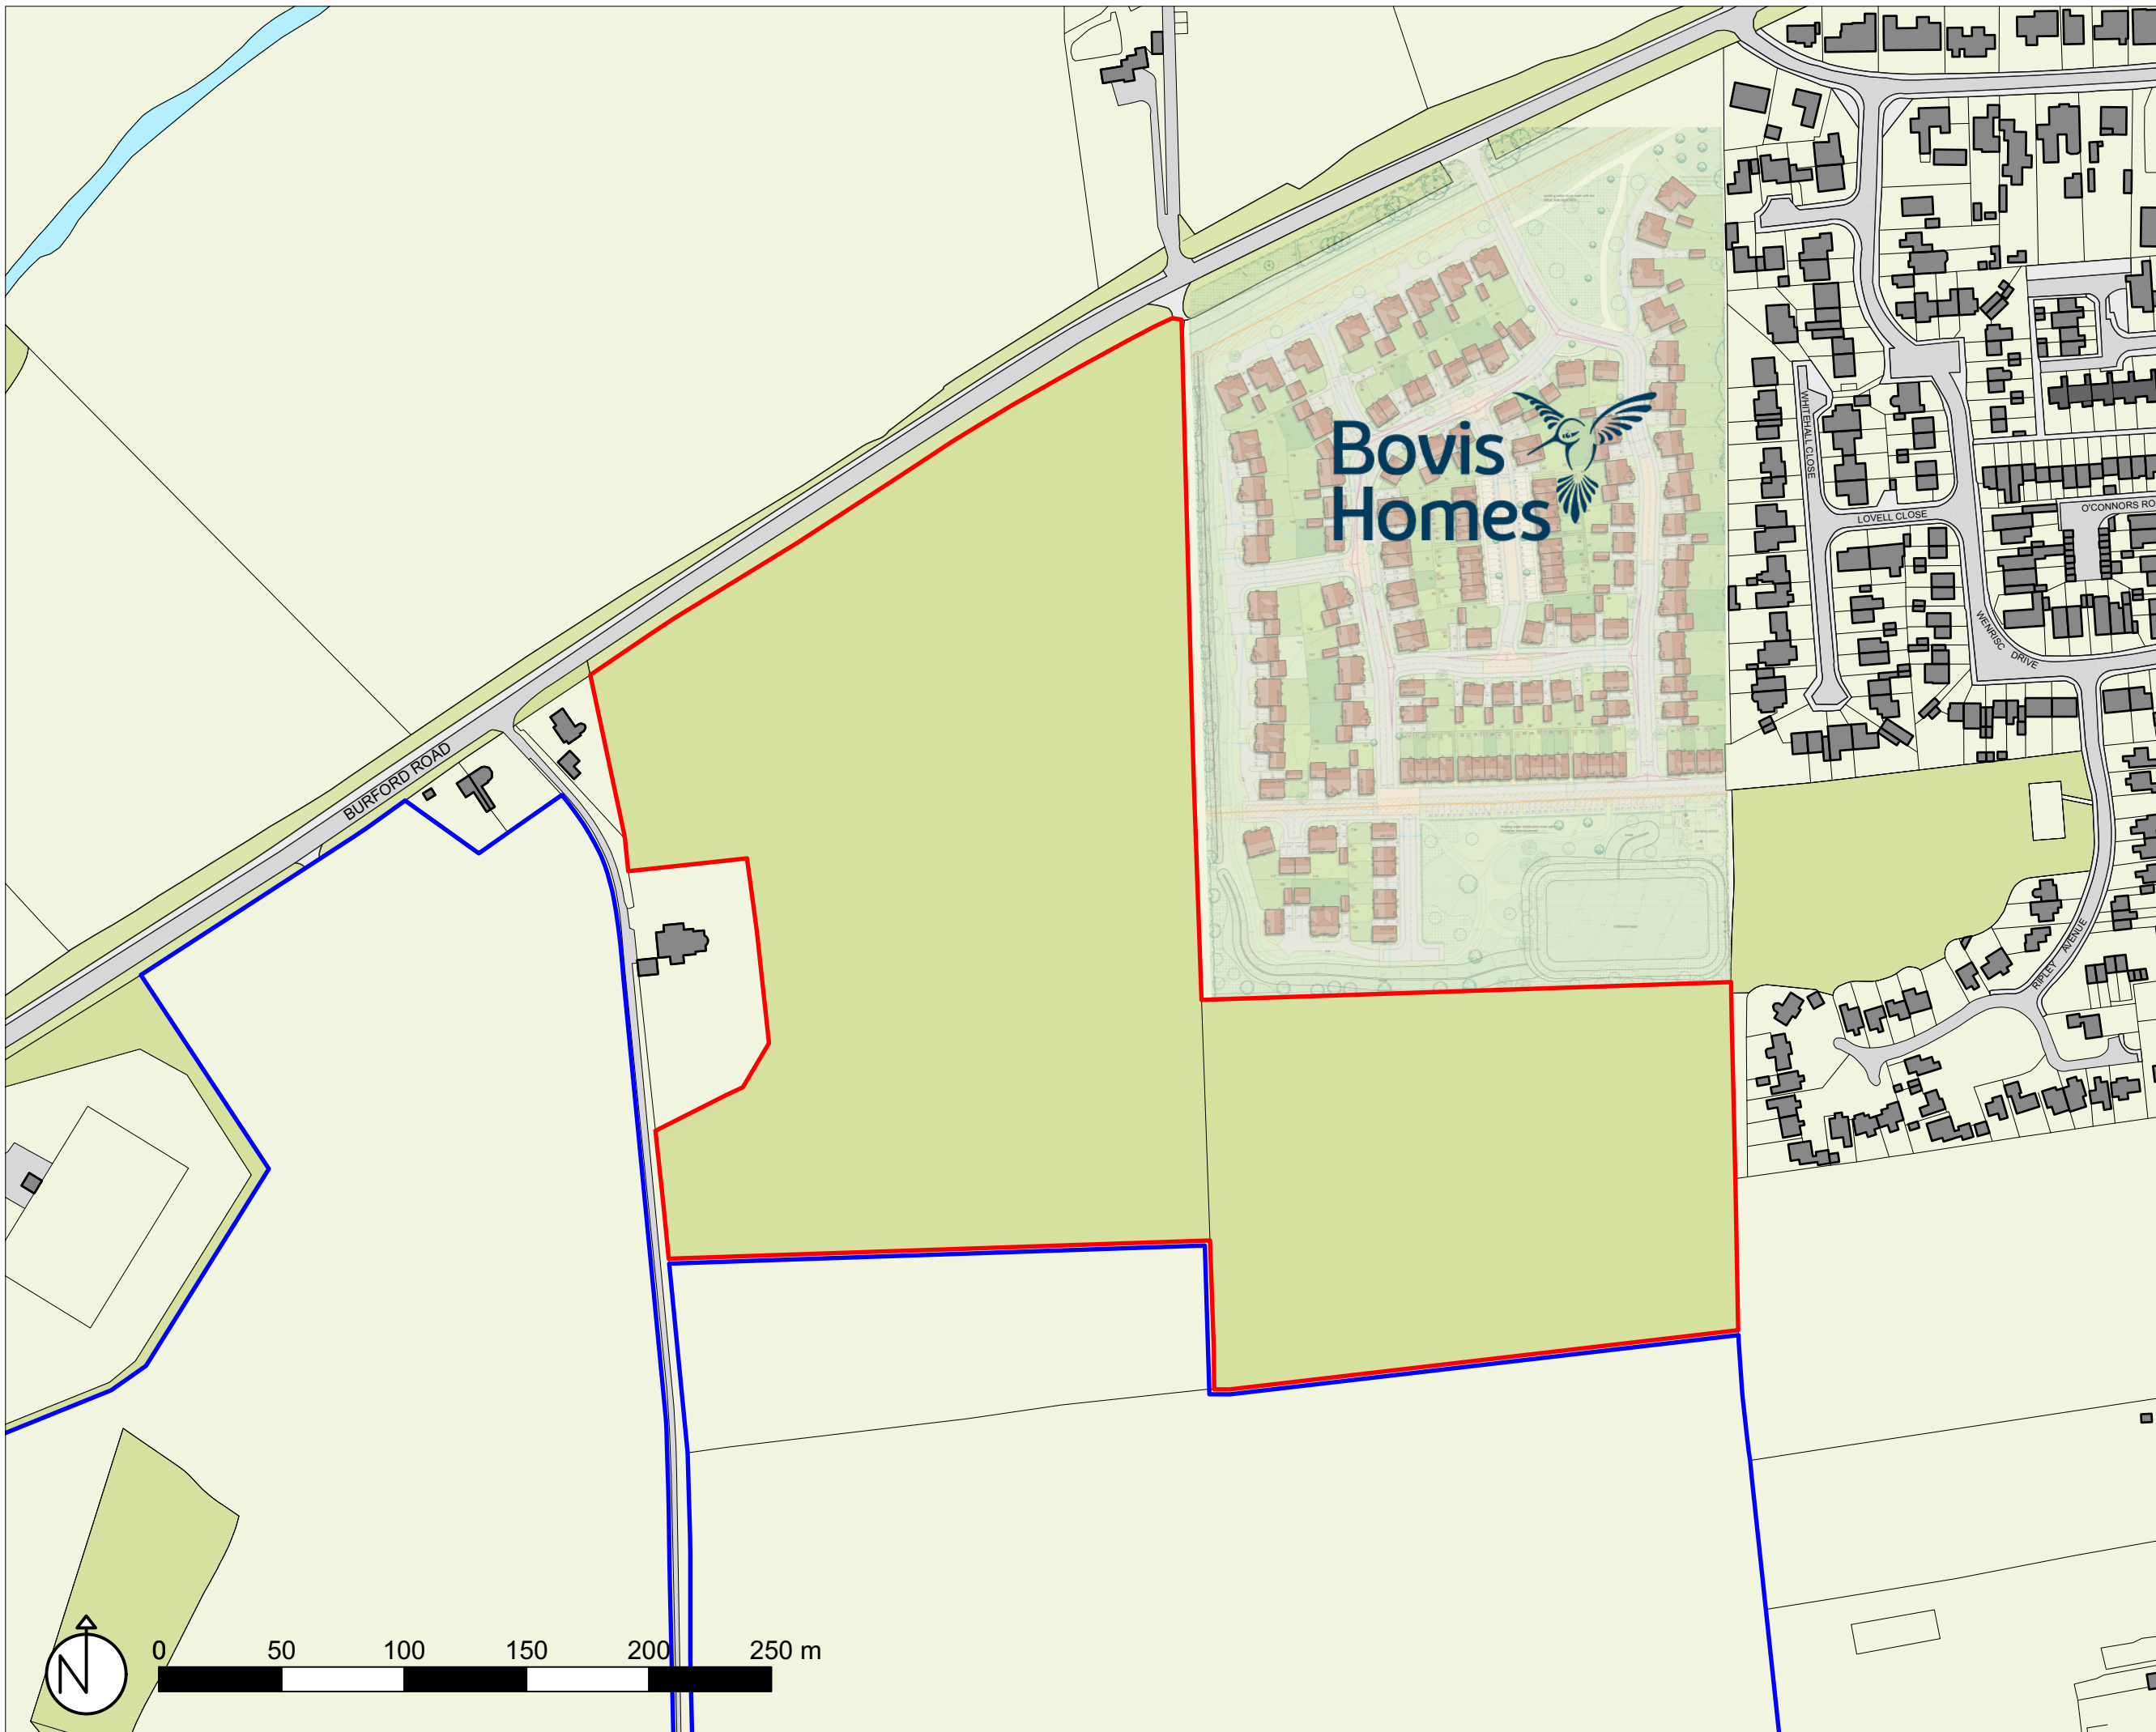 Bovis
Homes
WHITEHALL CLOSE
LOVELL CLOSE
O'CONNORS RO
WENRISC DRIVE
BURFORD ROAD
RIPLEY AVENUE
N
0 50 100 150 200 250 m